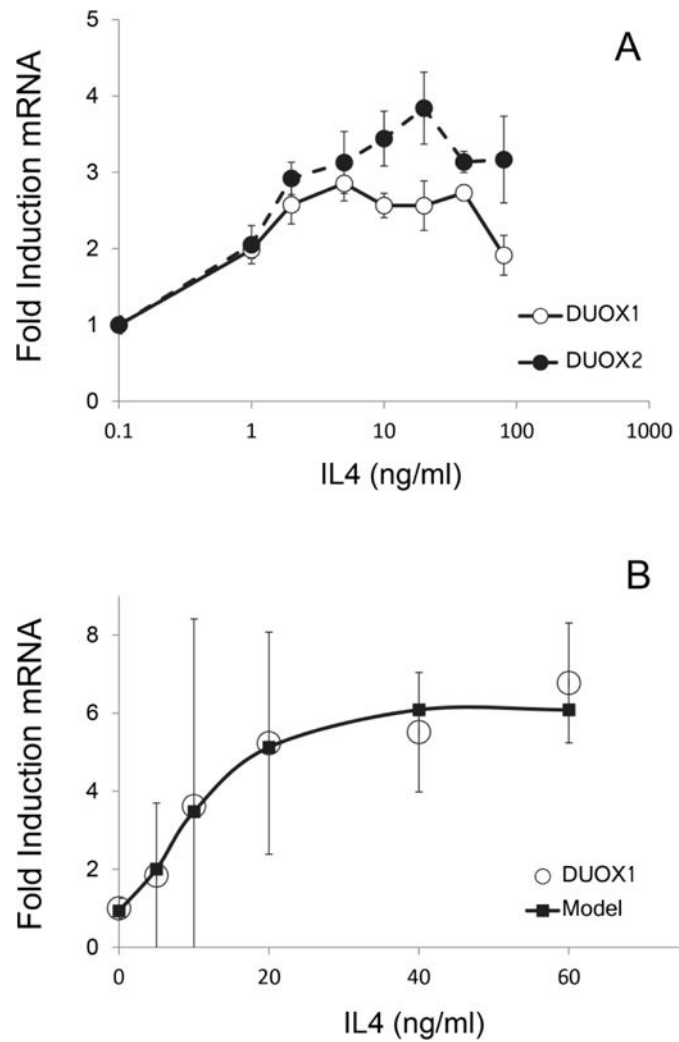 A
5
4
3
2
1
0
Fold Induction mRNA
DUOX1
DUOX2
0.1 1 10 100 1000
IL4 (ng/ml)
B
8
6
4
2
0
Fold Induction mRNA
DUOX1
Model
0 20 40 60
IL4 (ng/ml)